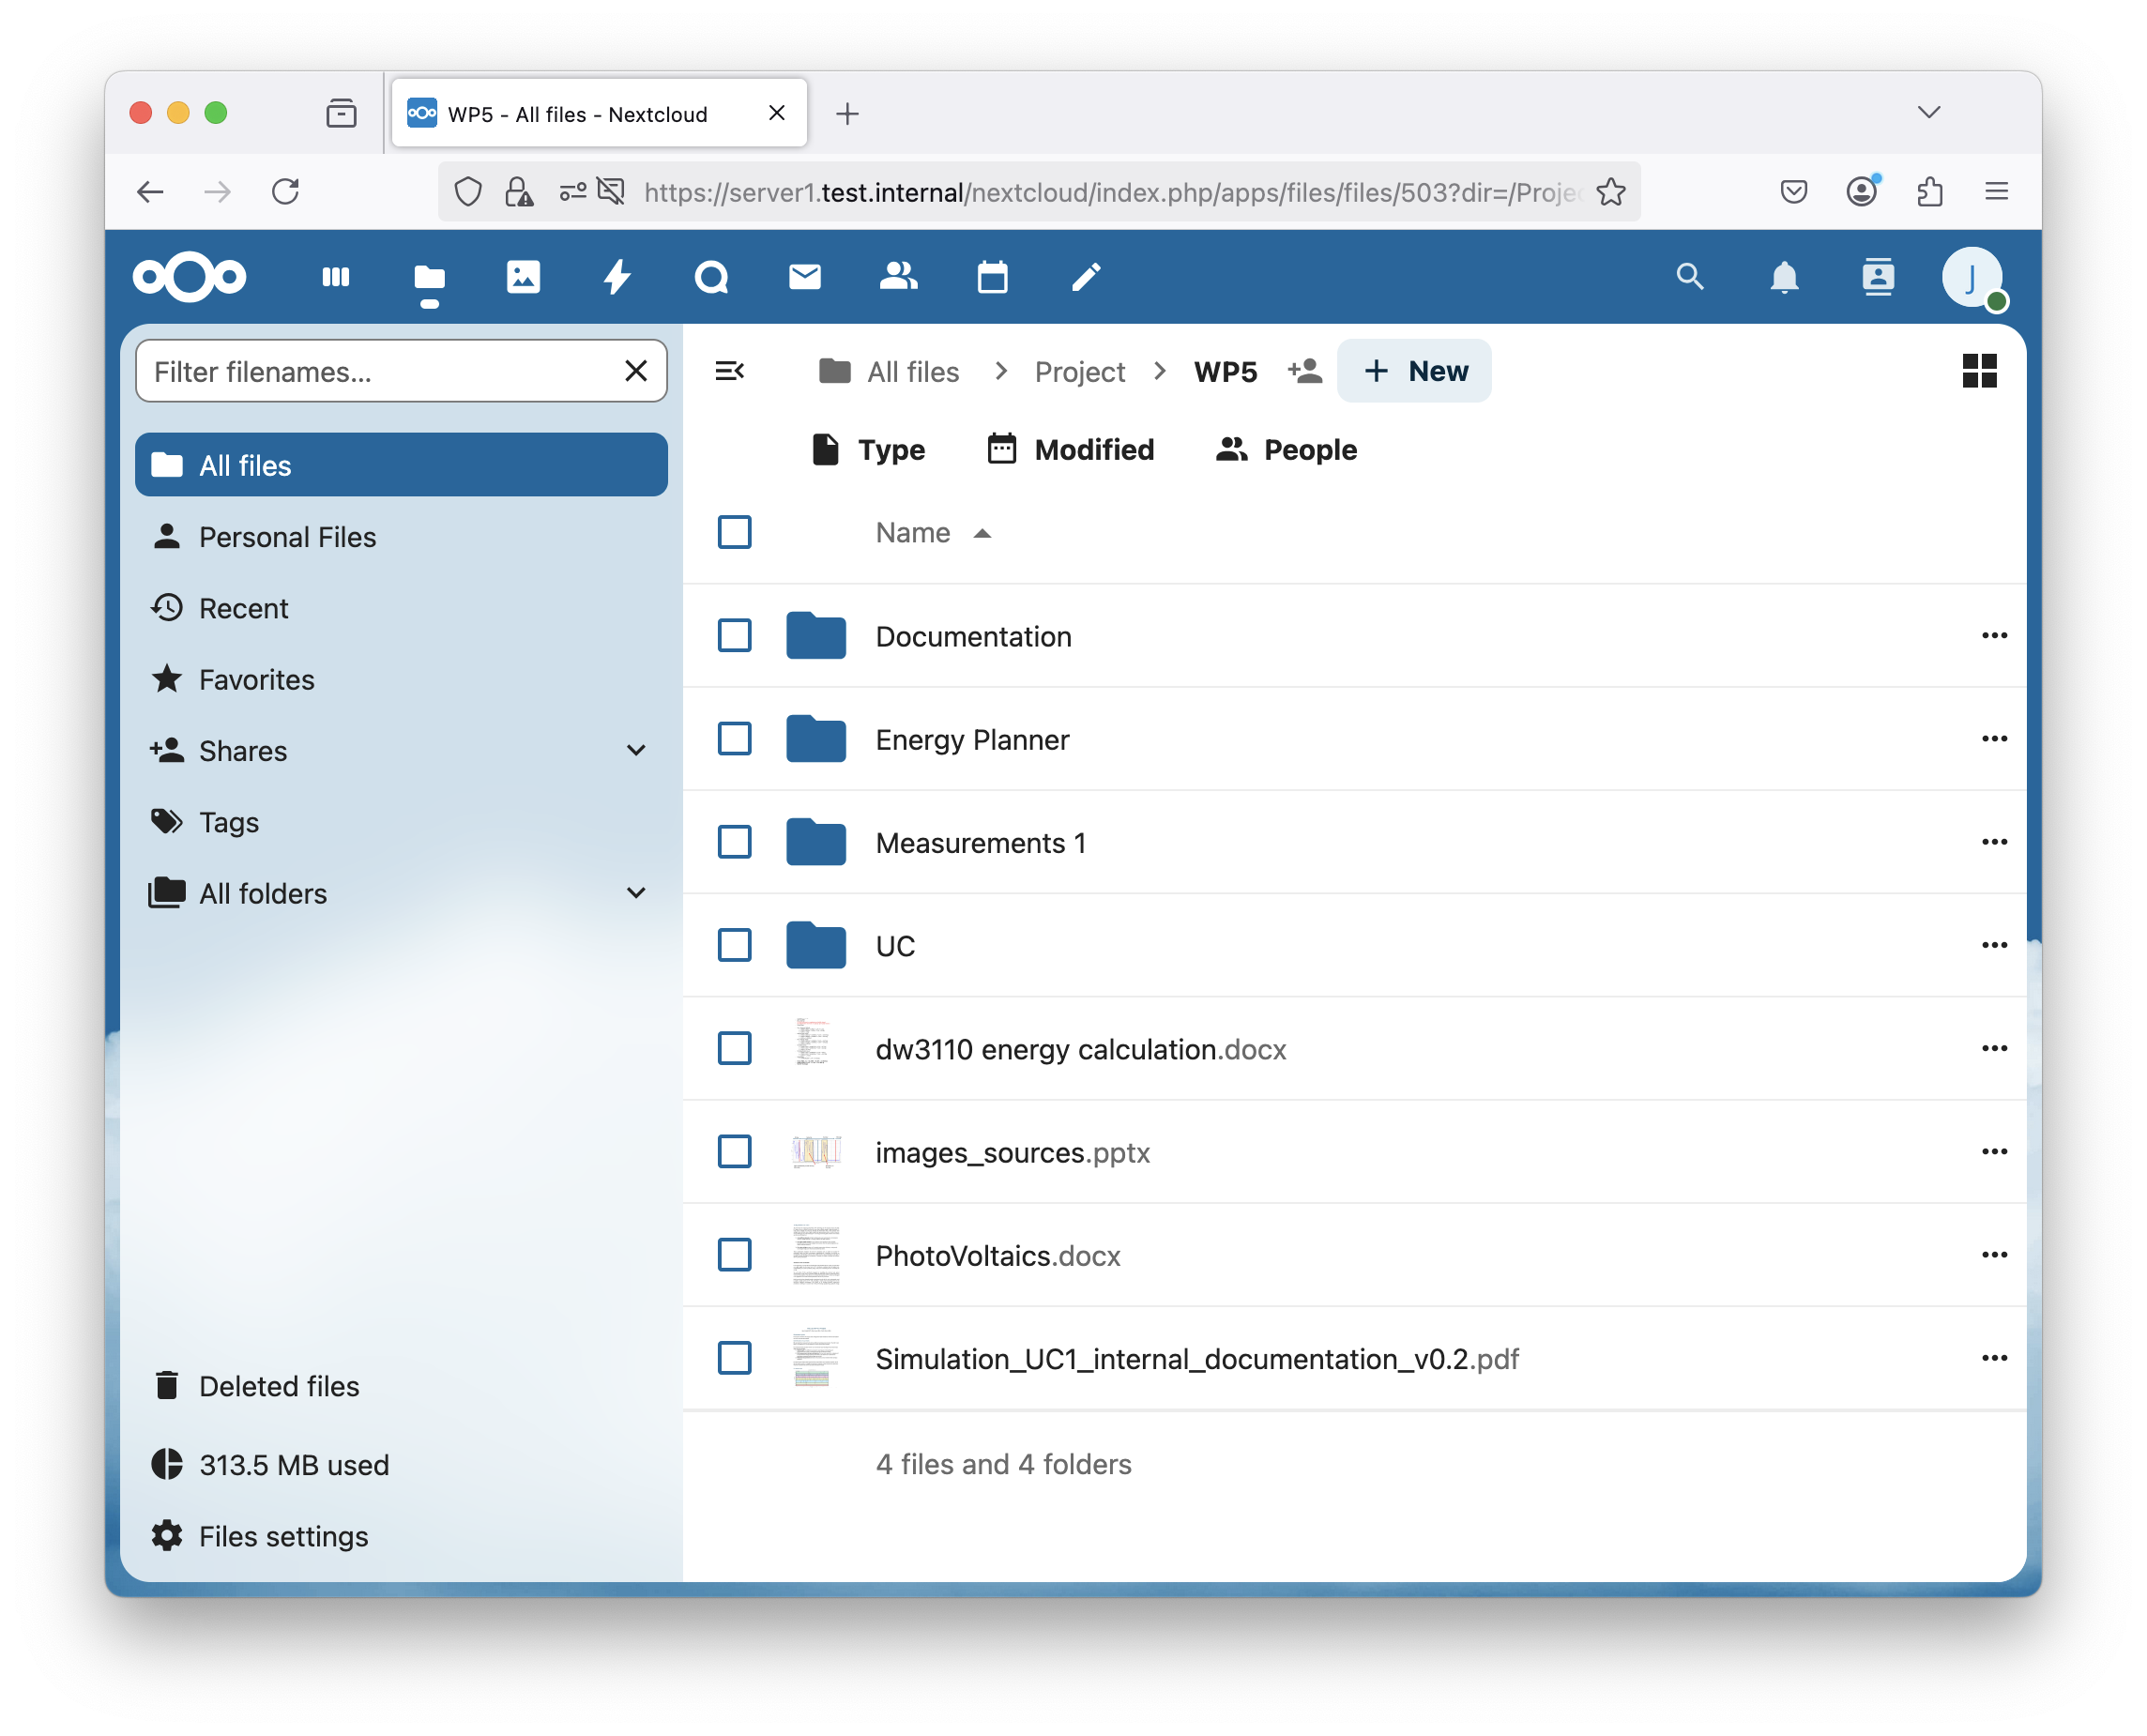 WP5 - All files - Nextcloud
https://server1.test.internal/nextcloud/index.php/apps/files/files/503?dir=/Projec
J
Filter filenames...
All files
Personal Files
Recent
Favorites
Shares
Tags
All folders
Deleted files
313.5 MB used
Files settings
All files
Project
WP5
+ New
Type
Modified
People
Name
Documentation
Energy Planner
Measurements 1
UC
dw3110 energy calculation.docx
images_sources.pptx
PhotoVoltaics.docx
Simulation_UC1_internal_documentation_v0.2.pdf
4 files and 4 folders